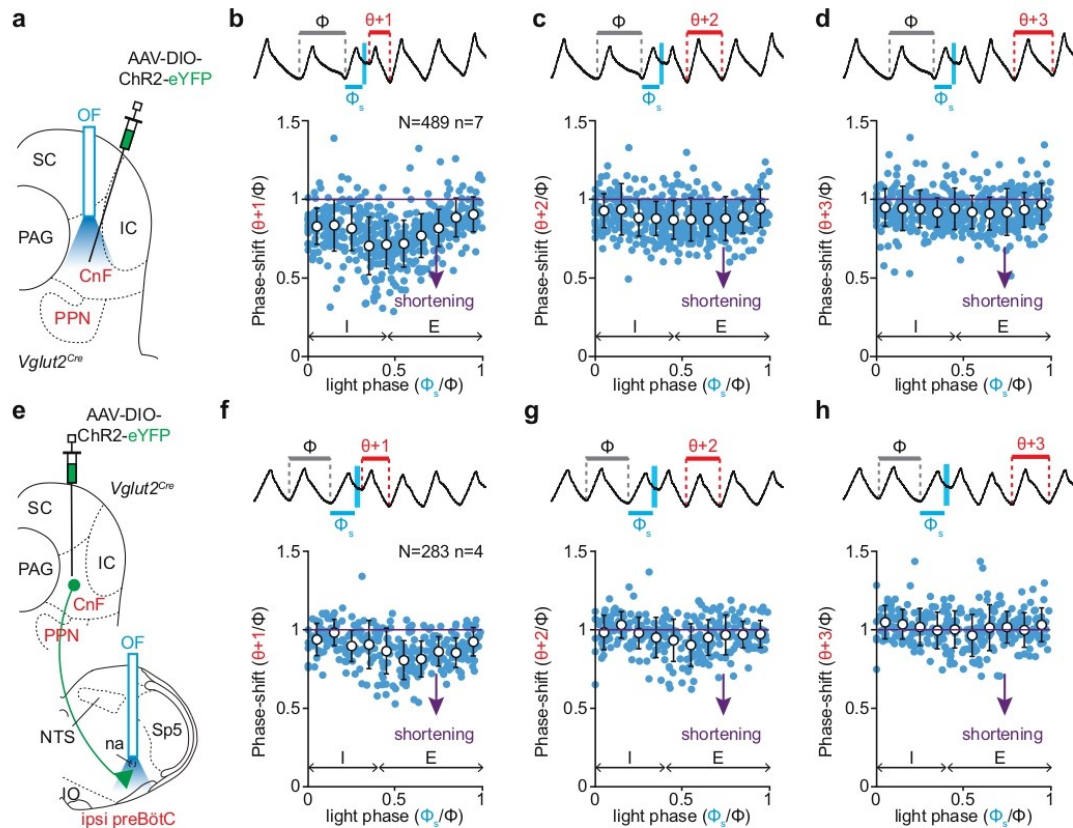 a
AAV-DIO-
ChR2-eYFP
OF
SC
PAG
IC
CnF
PPN
Vglut2Cre
b
Φ
θ+1
Φs
N=489 n=7
Phase-shift (θ+1/Φ)
1.5
1
0.5
0
shortening
I
E
0
0.5
1
light phase (Φs/Φ)
c
Φ
θ+2
Φs
Phase-shift (θ+2/Φ)
1.5
1
0.5
0
shortening
I
E
0
0.5
1
light phase (Φs/Φ)
d
Φ
θ+3
Φs
Phase-shift (θ+3/Φ)
1.5
1
0.5
0
shortening
I
E
0
0.5
1
light phase (Φs/Φ)
e
AAV-DIO-
ChR2-eYFP
Vglut2Cre
SC
PAG
IC
CnF
PPN
OF
NTS
na
Sp5
IO
ipsi preBötC
f
Φ
θ+1
Φs
N=283 n=4
Phase-shift (θ+1/Φ)
1.5
1
0.5
0
shortening
I
E
0
0.5
1
light phase (Φs/Φ)
g
Φ
θ+2
Φs
Phase-shift (θ+2/Φ)
1.5
1
0.5
0
shortening
I
E
0
0.5
1
light phase (Φs/Φ)
h
Φ
θ+3
Φs
Phase-shift (θ+3/Φ)
1.5
1
0.5
0
shortening
I
E
0
0.5
1
light phase (Φs/Φ)